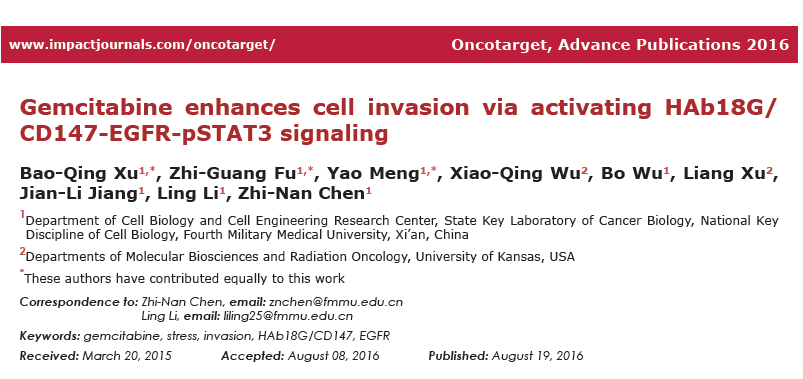 www.impactjournals.com/oncotarget/ Oncotarget, Advance Publications 2016
Gemcitabine enhances cell invasion via activating HAb18G/
CD147-EGFR-pSTAT3 signaling
Bao-Qing Xu1,*, Zhi-Guang Fu1,*, Yao Meng1,*, Xiao-Qing Wu2, Bo Wu1, Liang Xu2,
Jian-Li Jiang1, Ling Li1, Zhi-Nan Chen1
1Department of Cell Biology and Cell Engineering Research Center, State Key Laboratory of Cancer Biology, National Key
Discipline of Cell Biology, Fourth Military Medical University, Xi’an, China
2Departments of Molecular Biosciences and Radiation Oncology, University of Kansas, USA
*These authors have contributed equally to this work
Correspondence to: Zhi-Nan Chen, email: znchen@fmmu.edu.cn
Ling Li, email: liling25@fmmu.edu.cn
Keywords: gemcitabine, stress, invasion, HAb18G/CD147, EGFR
Received: March 20, 2015 Accepted: August 08, 2016 Published: August 19, 2016